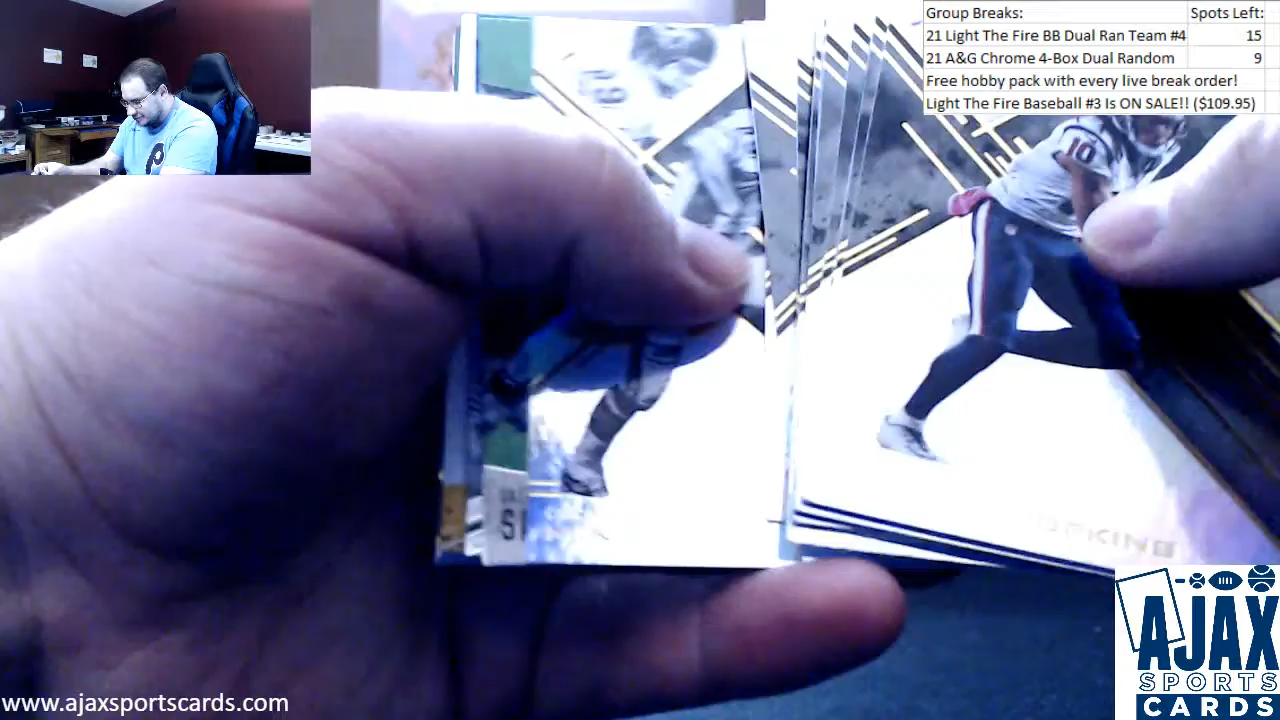 Group Breaks: Spots Left:
21 Light The Fire BB Dual Ran Team #4 15
21 A&G Chrome 4-Box Dual Random 9
Free hobby pack with every live break order!
Light The Fire Baseball #3 Is ON SALE!! ($109.95)
10
www.ajaxsportscards.com
AJAX
SPORTS
CARDS